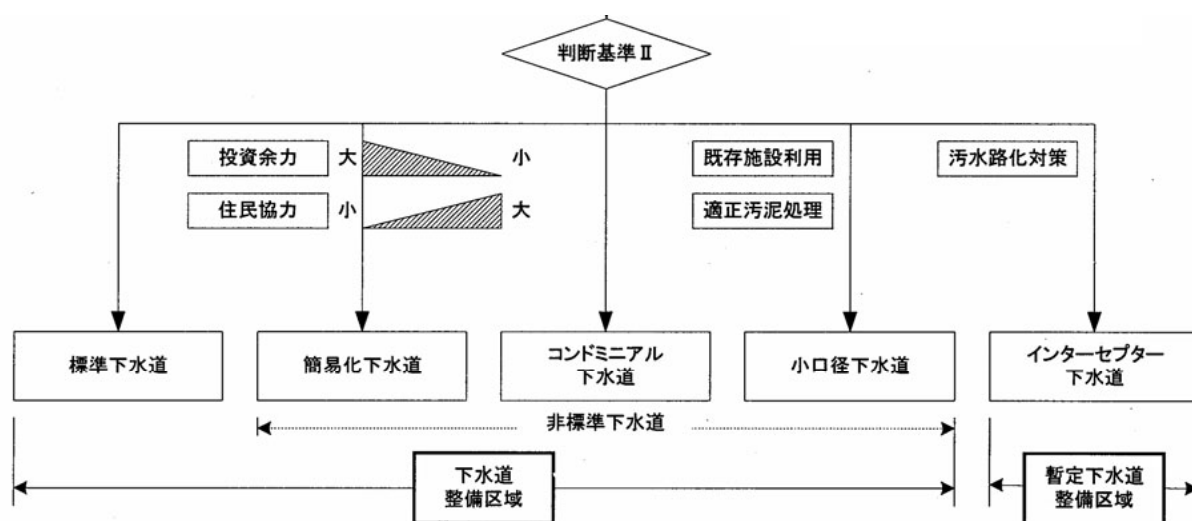 判断基準Ⅱ
投資余力 大 小
既存施設利用
汚水路化対策
住民協力 小 大
適正汚泥処理
標準下水道
簡易化下水道
コンドミニアル
下水道
小口径下水道
インターセプター
下水道
非標準下水道
下水道
整備区域
暫定下水道
整備区域